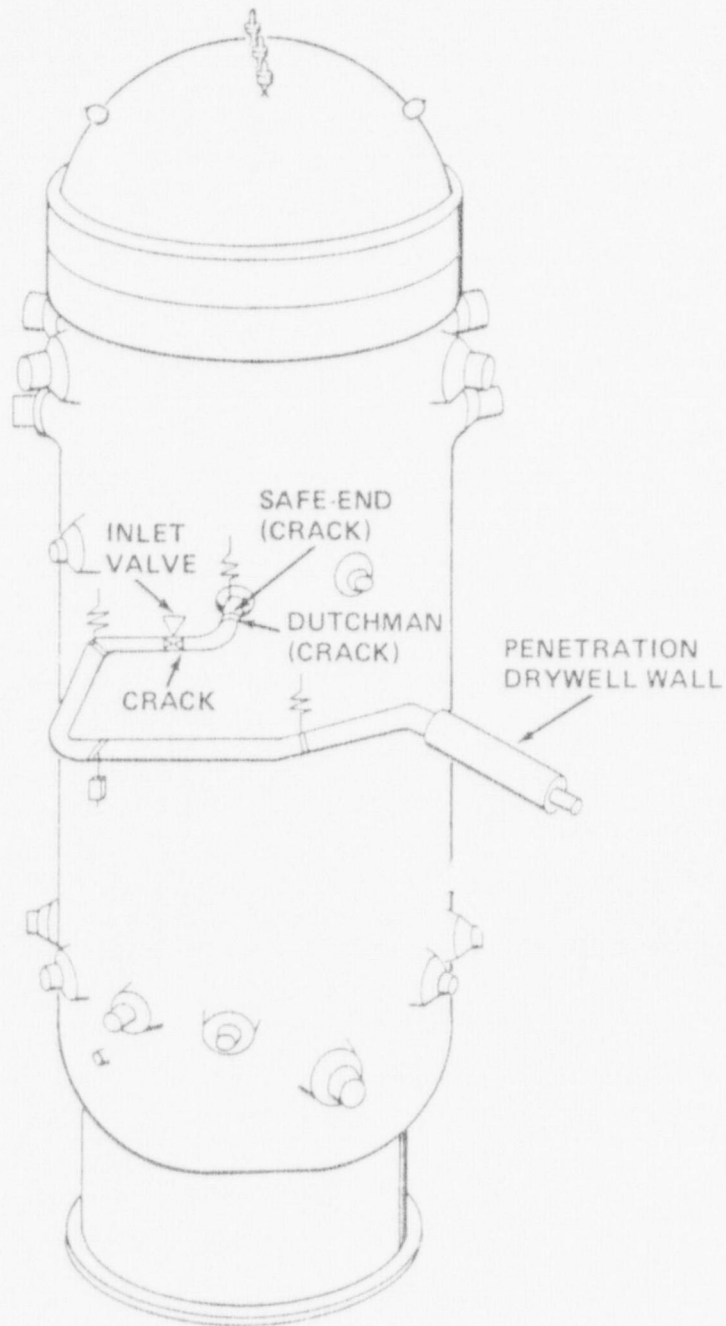 SAFE-END
(CRACK)
INLET
VALVE
DUTCHMAN
(CRACK)
CRACK
PENETRATION
DRYWELL WALL